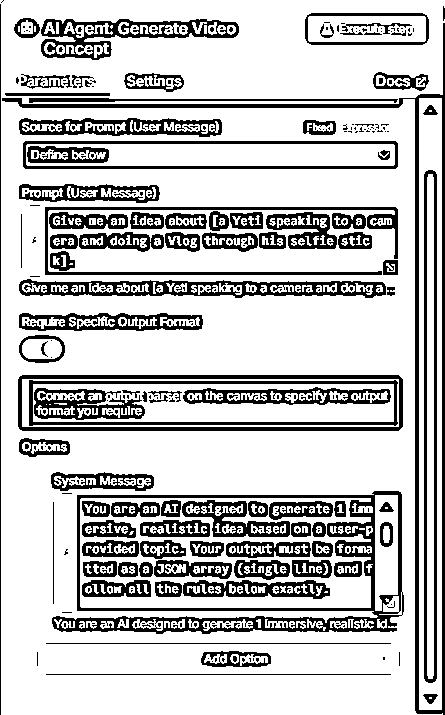 AI Agent: Generate Video
Concept
Execute step
Parameters
Settings
Docs
Source for Prompt (User Message)
Fixed
Expression
Define below
Prompt (User Message)
Give me an idea about [a Yeti speaking to a cam
era and doing a Vlog through his selfie stic
k].
Give me an idea about [a Yeti speaking to a camera and doing a ...
Require Specific Output Format
Connect an output parser on the canvas to specify the output
format you require
Options
System Message
You are an AI designed to generate 1 imm
ersive, realistic idea based on a user-p
rovided topic. Your output must be forma
tted as a JSON array (single line) and f
ollow all the rules below exactly.
You are an AI designed to generate 1 immersive, realistic id...
Add Option